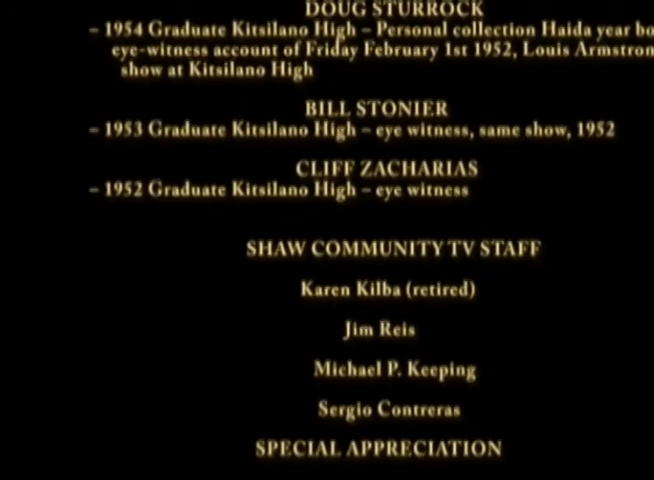 DOUG STURROCK
– 1954 Graduate Kitsilano High – Personal collection Haida year bo
eye-witness account of Friday February 1st 1952, Louis Armstron
show at Kitsilano High
BILL STONIER
– 1953 Graduate Kitsilano High – eye witness, same show, 1952
CLIFF ZACHARIAS
– 1952 Graduate Kitsilano High – eye witness
SHAW COMMUNITY TV STAFF
Karen Kilba (retired)
Jim Reis
Michael P. Keeping
Sergio Contreras
SPECIAL APPRECIATION